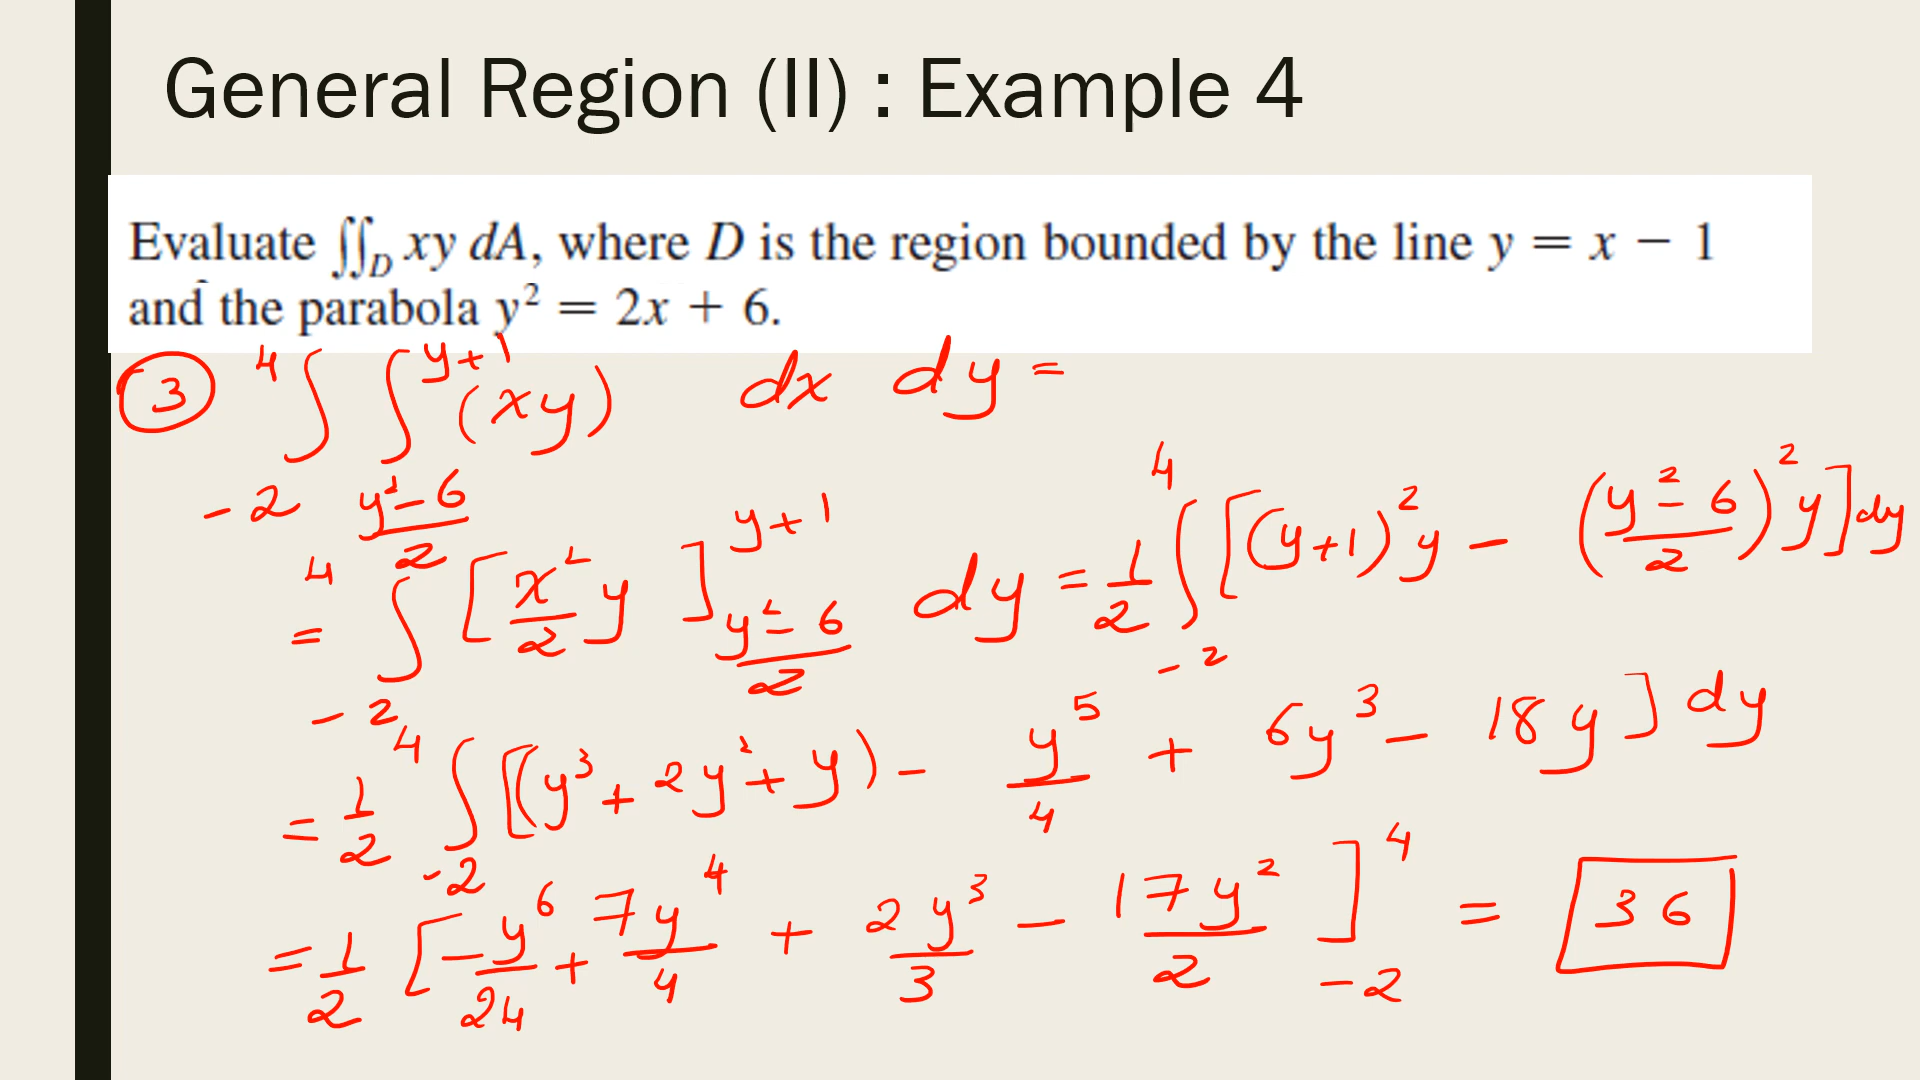 General Region (II) : Example 4
Evaluate ∬_D xy dA, where D is the region bounded by the line y = x − 1
and the parabola y² = 2x + 6.
③ ∫_{-2}^{4} ∫_{(y²-6)/2}^{y+1} (xy) dx dy =
= ∫_{-2}^{4} [x²/2 y]_{(y²-6)/2}^{y+1} dy = 1/2 ∫_{-2}^{4} [(y+1)²y − ((y²-6)/2)² y] dy
= 1/2 ∫_{-2}^{4} [(y³ + 2y² + y) − y⁵/4 + 6y³ − 18y] dy
= 1/2 [−y⁶/24 + 7y⁴/4 + 2y³/3 − 17y²/2]_{-2}^{4} = 36